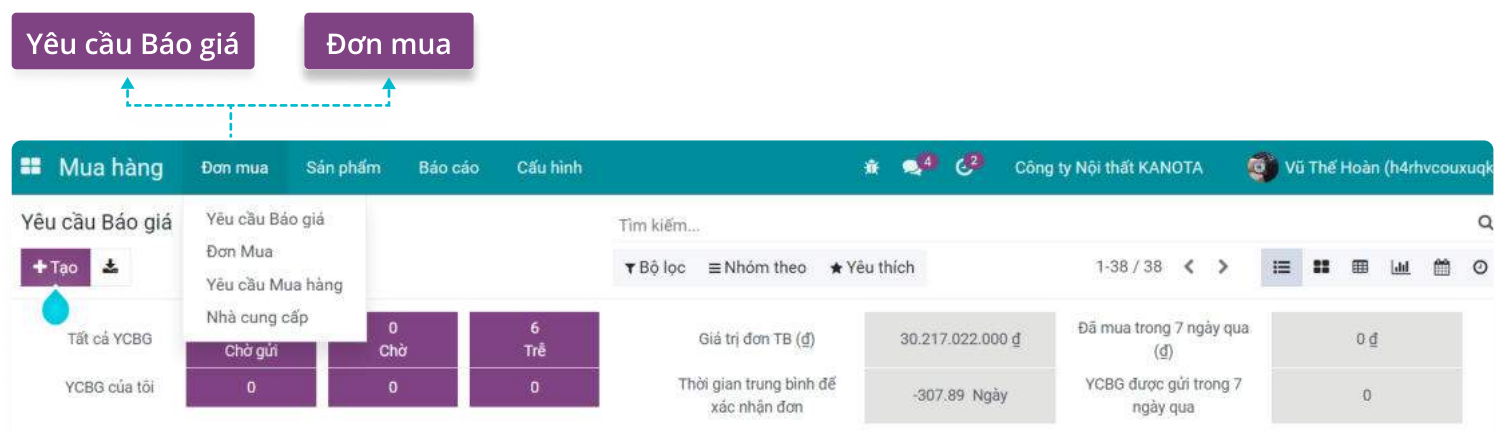 Yêu cầu Báo giá
Đơn mua
Mua hàng
Đơn mua
Sản phẩm
Báo cáo
Cấu hình
4
2
Công ty Nội thất KANOTA
Vũ Thế Hoàn (h4rhvcouxuqk
Yêu cầu Báo giá
Tìm kiếm...
Tạo
Yêu cầu Báo giá
Đơn Mua
Yêu cầu Mua hàng
Nhà cung cấp
Bộ lọc
Nhóm theo
Yêu thích
1-38 / 38
Tất cả YCBG
Chờ gửi
0
Chờ
6
Trễ
YCBG của tôi
0
0
0
Giá trị đơn TB (₫)
30.217.022.000 ₫
Đã mua trong 7 ngày qua
(₫)
0 ₫
Thời gian trung bình để
xác nhận đơn
-307.89 Ngày
YCBG được gửi trong 7
ngày qua
0